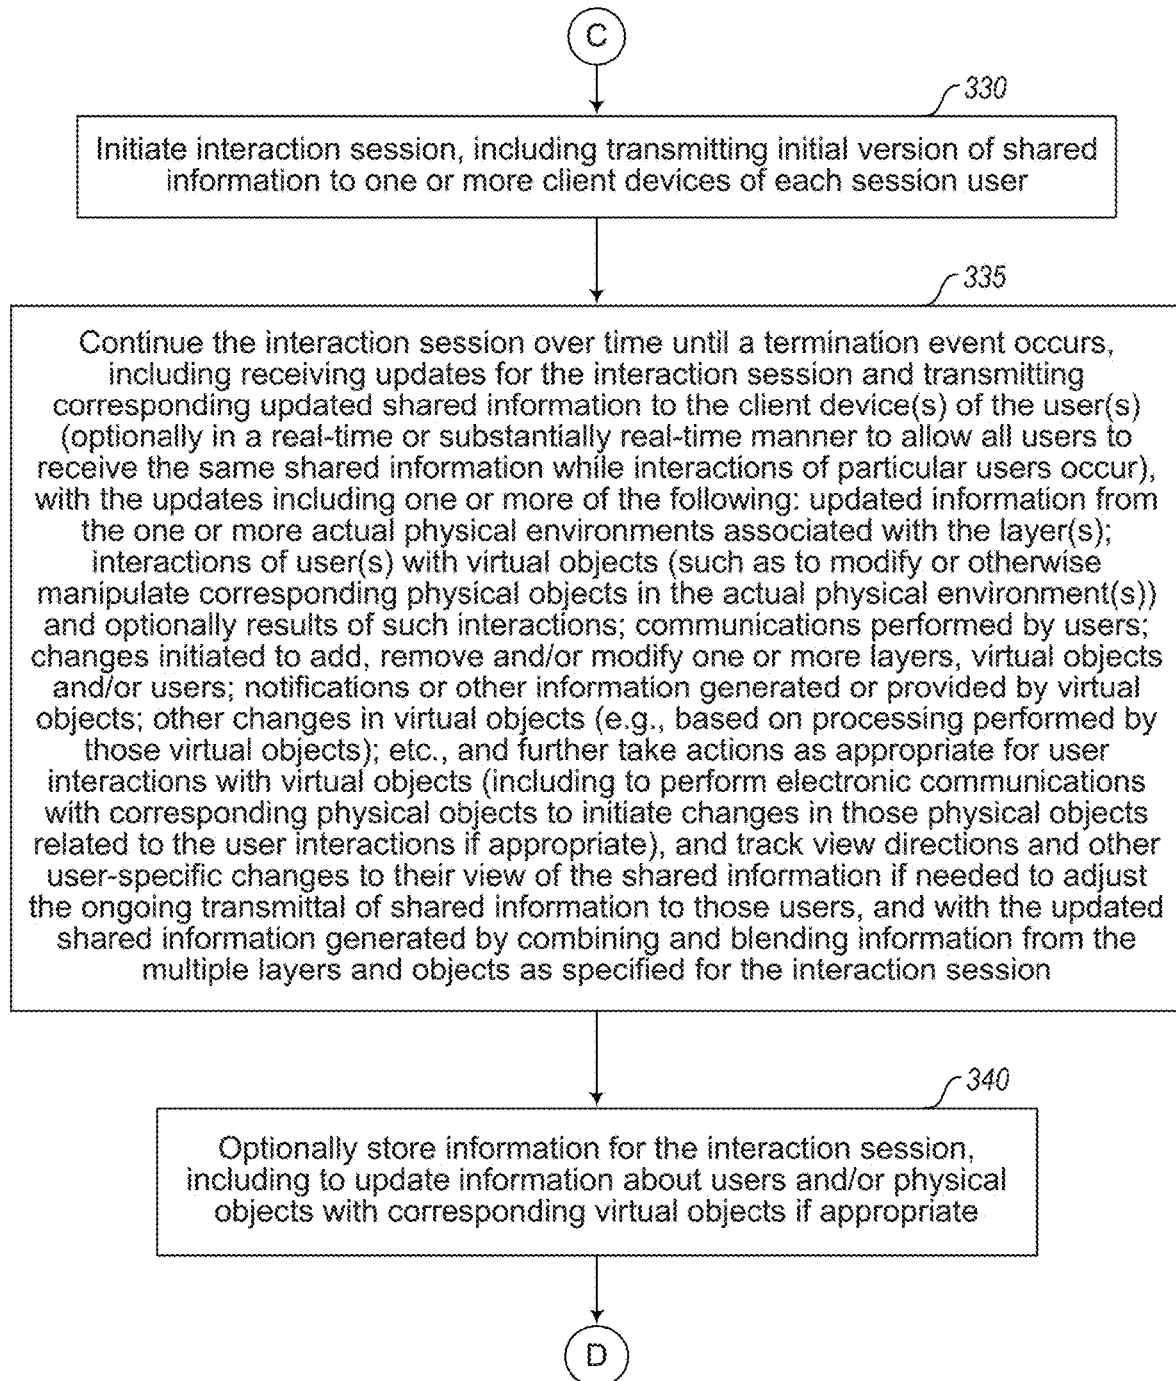 C
330
Initiate interaction session, including transmitting initial version of shared
information to one or more client devices of each session user
335
Continue the interaction session over time until a termination event occurs,
including receiving updates for the interaction session and transmitting
corresponding updated shared information to the client device(s) of the user(s)
(optionally in a real-time or substantially real-time manner to allow all users to
receive the same shared information while interactions of particular users occur),
with the updates including one or more of the following: updated information from
the one or more actual physical environments associated with the layer(s);
interactions of user(s) with virtual objects (such as to modify or otherwise
manipulate corresponding physical objects in the actual physical environment(s))
and optionally results of such interactions; communications performed by users;
changes initiated to add, remove and/or modify one or more layers, virtual objects
and/or users; notifications or other information generated or provided by virtual
objects; other changes in virtual objects (e.g., based on processing performed by
those virtual objects); etc., and further take actions as appropriate for user
interactions with virtual objects (including to perform electronic communications
with corresponding physical objects to initiate changes in those physical objects
related to the user interactions if appropriate), and track view directions and other
user-specific changes to their view of the shared information if needed to adjust
the ongoing transmittal of shared information to those users, and with the updated
shared information generated by combining and blending information from the
multiple layers and objects as specified for the interaction session
340
Optionally store information for the interaction session,
including to update information about users and/or physical
objects with corresponding virtual objects if appropriate
D